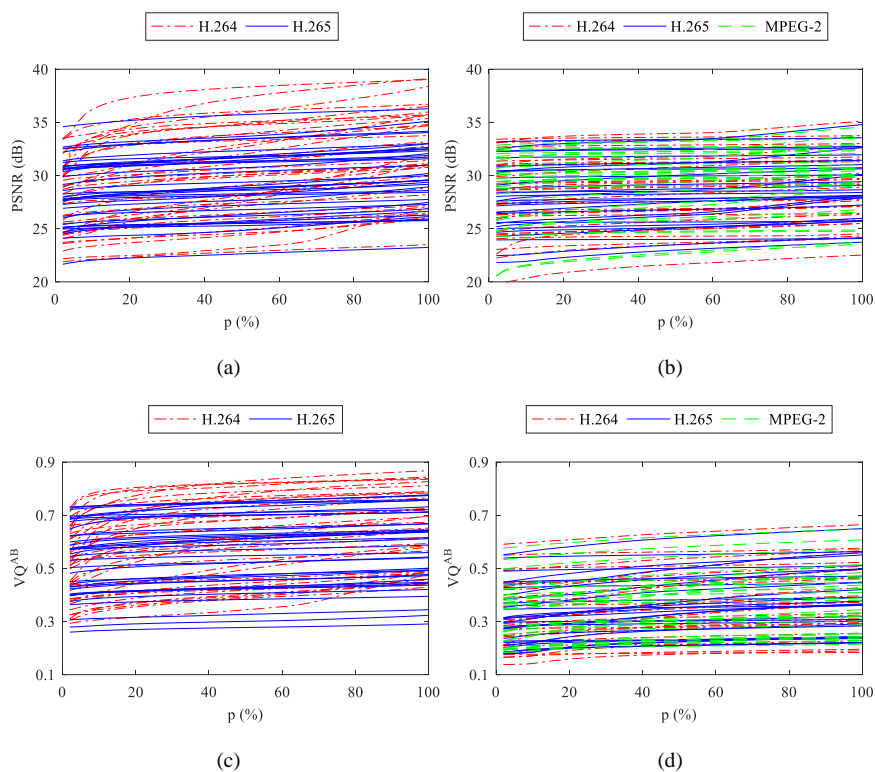 H.264 H.265
H.264 H.265 MPEG-2
40
35
30
25
20
PSNR (dB)
0 20 40 60 80 100
p (%)
(a)
40
35
30
25
20
PSNR (dB)
0 20 40 60 80 100
p (%)
(b)
H.264 H.265
H.264 H.265 MPEG-2
0.9
0.7
0.5
0.3
0.1
VQ^AB
0 20 40 60 80 100
p (%)
(c)
0.9
0.7
0.5
0.3
0.1
VQ^AB
0 20 40 60 80 100
p (%)
(d)